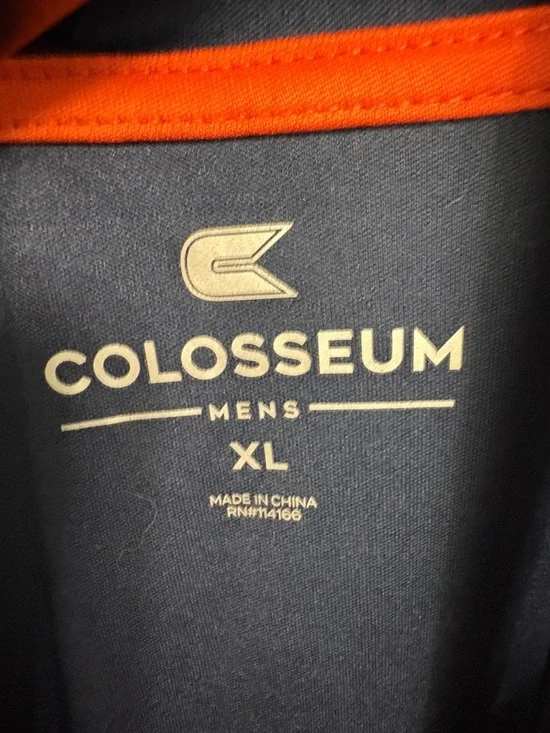 COLOSSEUM
MENS
XL
MADE IN CHINA
RN#114166